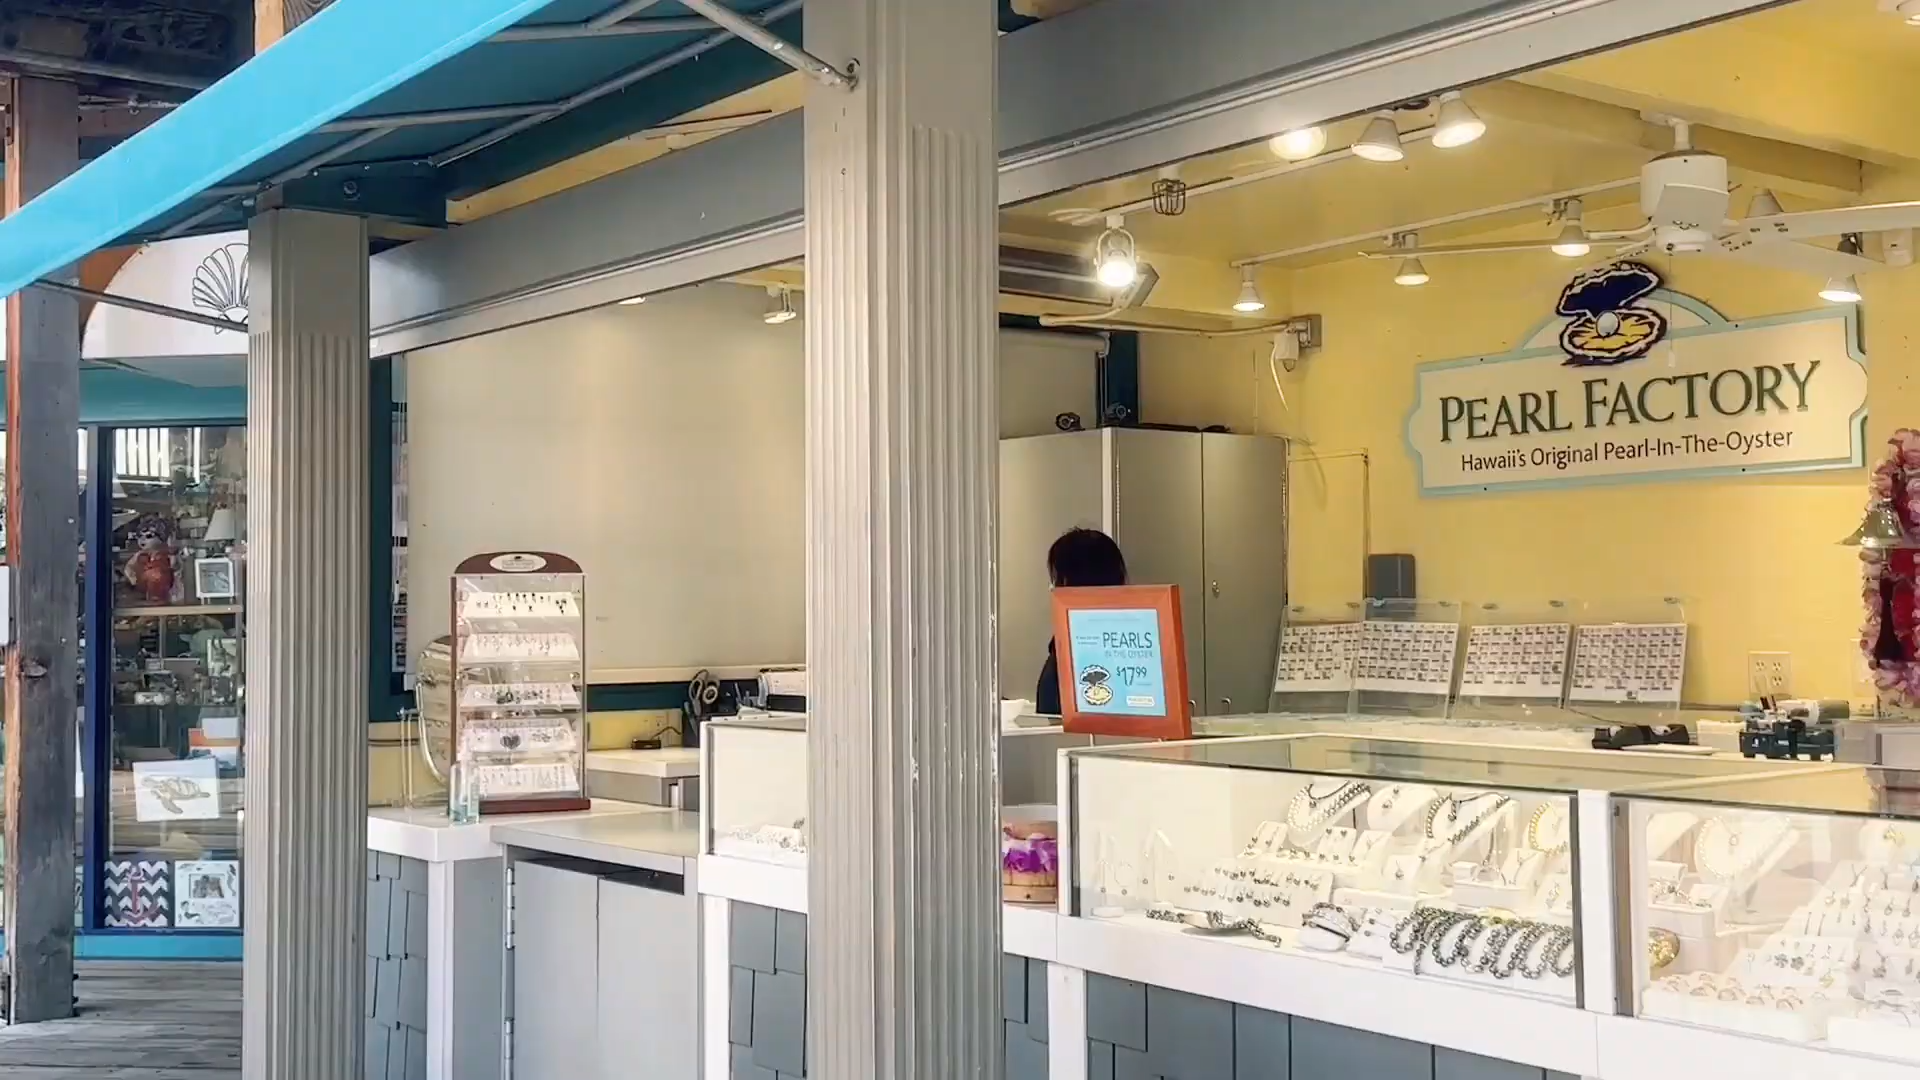 PEARL FACTORY
Hawaii's Original Pearl-In-The-Oyster
PEARLS
IN THE OYSTER
$17.99